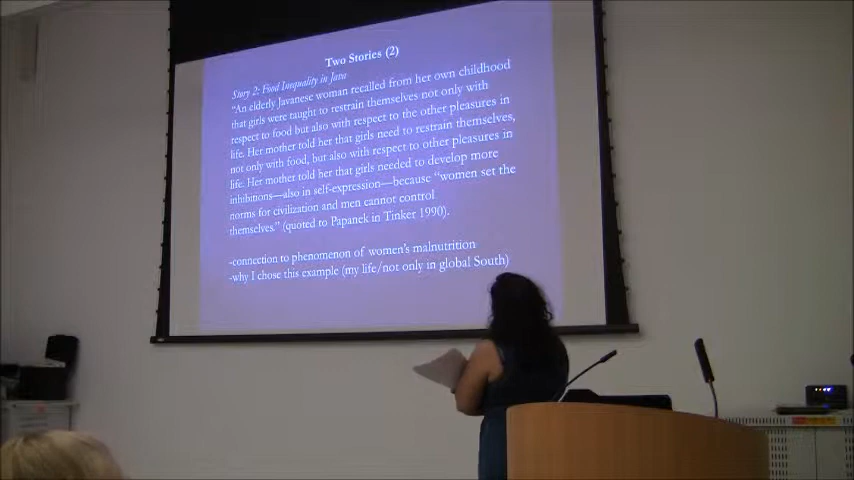 Two Stories (2)
Story 2: Food Inequality in Java
"An elderly Javanese woman recalled from her own childhood
that girls were taught to restrain themselves not only with
respect to food but also with respect to the other pleasures in
life. Her mother told her that girls need to restrain themselves,
not only with food, but also with respect to other pleasures in
life. Her mother told her that girls needed to develop more
inhibitions—also in self-expression—because "women set the
norms for civilization and men cannot control
themselves." (quoted to Papanek in Tinker 1990).
-connection to phenomenon of women's malnutrition
-why I chose this example (my life/not only in global South)